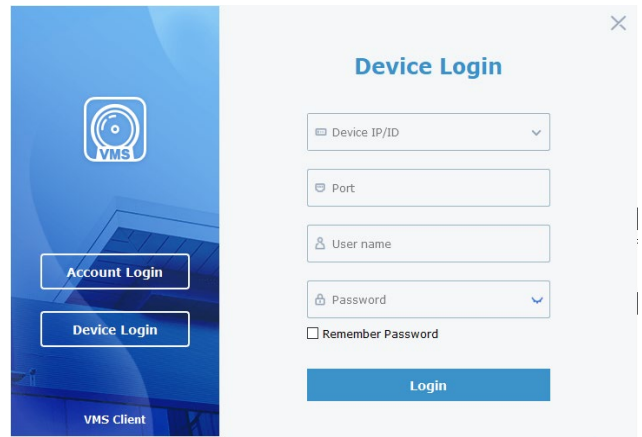 VMS
Account Login
Device Login
VMS Client
Device Login
Device IP/ID
Port
User name
Password
Remember Password
Login